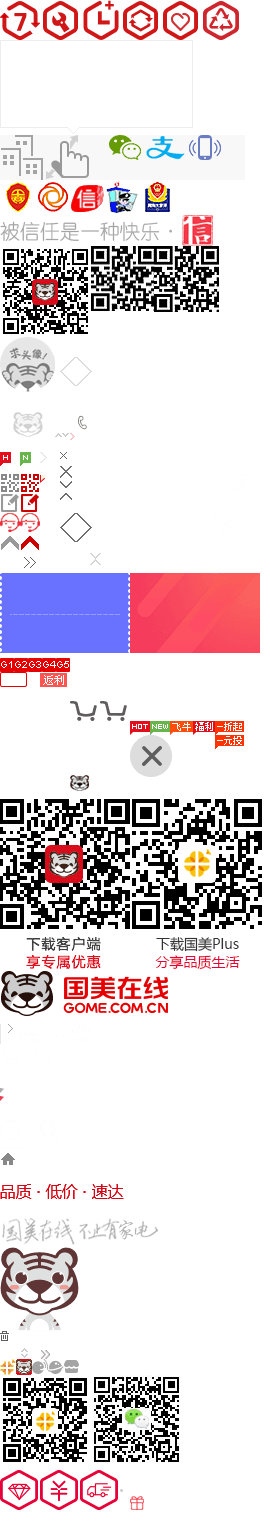 7
被信任是一种快乐 · 信
求头像!
H N
G1G2G3G4G5
返利
HOT NEW 飞牛 福利 一折起
一元投
下载客户端 下载国美Plus
享专属优惠 分享品质生活
国美在线
GOME.COM.CN
品质 · 低价 · 速达
国美在线 不止有家电
¥